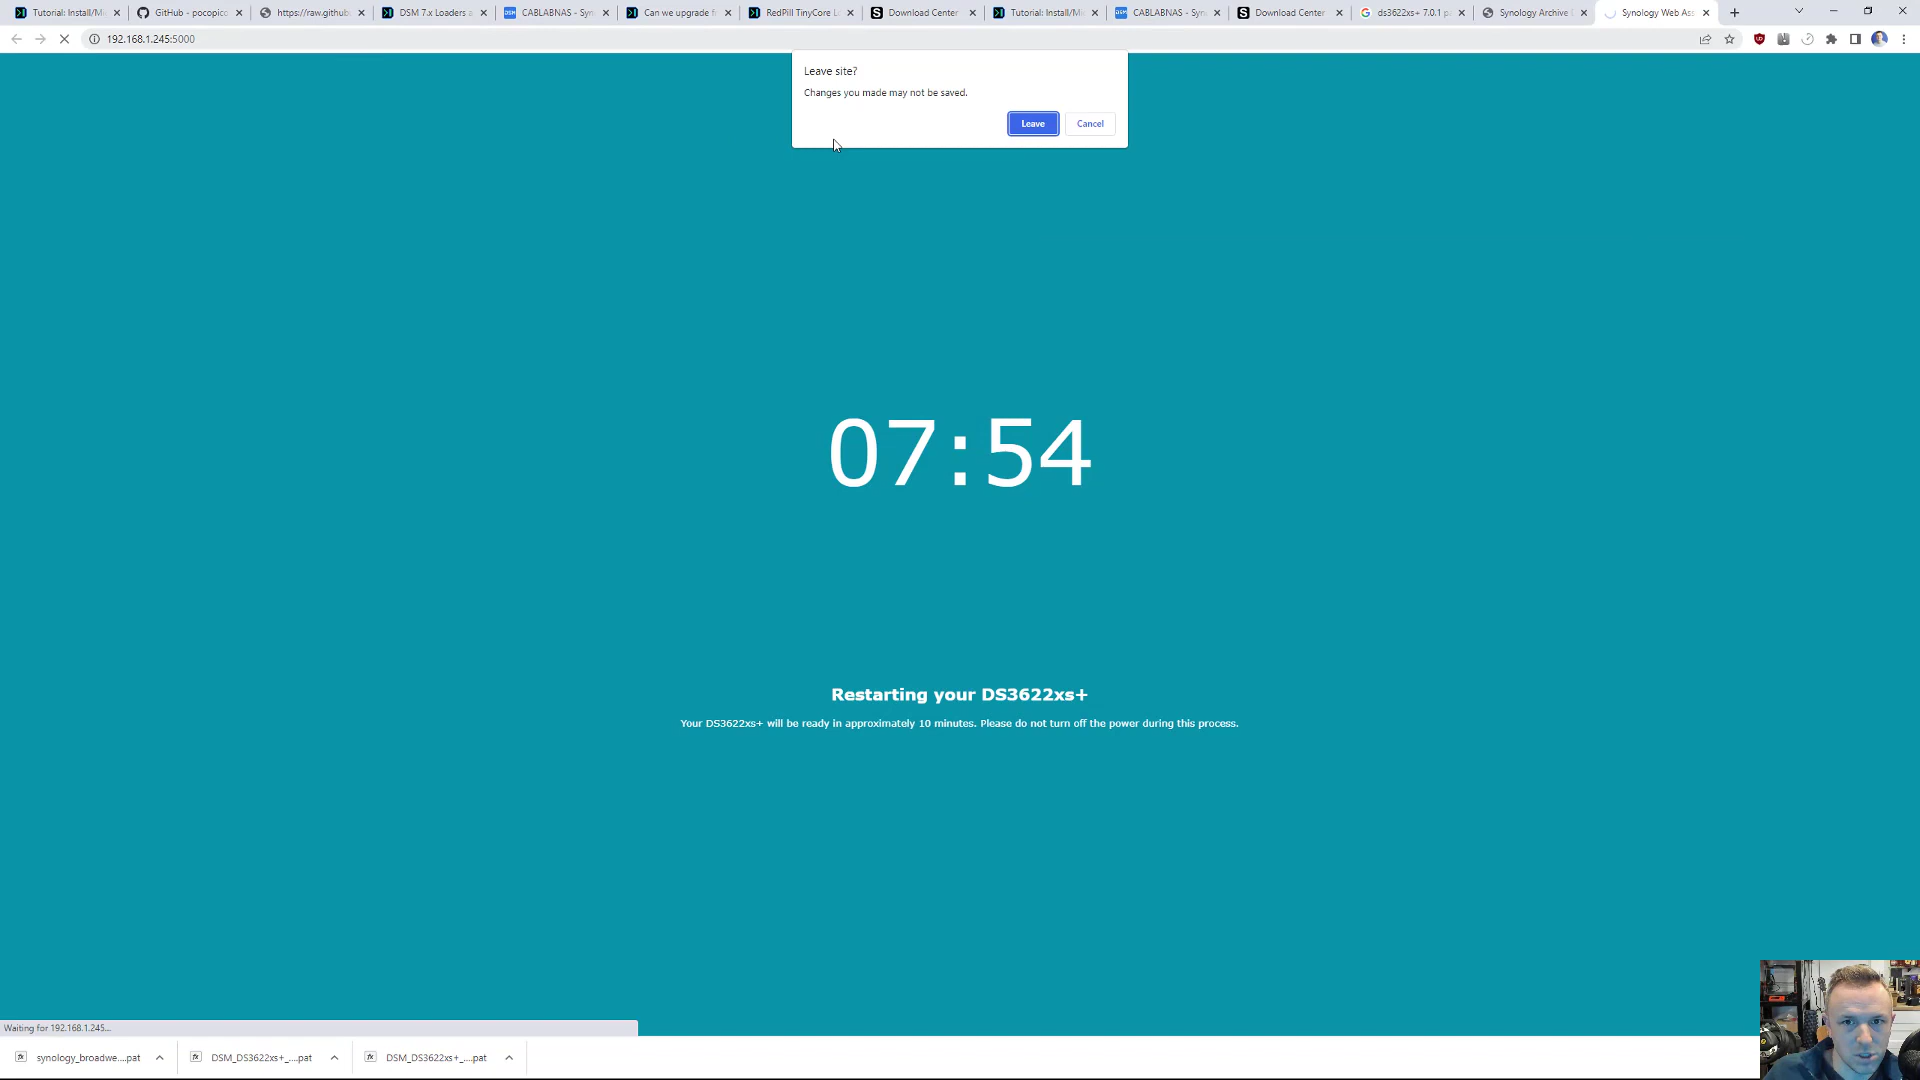 Tutorial: Install/Mi
GitHub - pocopico
https://raw.github
DSM 7.x Loaders a
CABLABNAS - Syn
Can we upgrade f
RedPill TinyCore Lo
Download Center
Tutorial: Install/Mi
CABLABNAS - Syn
Download Center
ds3622xs+ 7.0.1 p
Synology Archive D
Synology Web Ass
192.168.1.245:5000
Leave site?
Changes you made may not be saved.
Leave
Cancel
07:54
Restarting your DS3622xs+
Your DS3622xs+ will be ready in approximately 10 minutes. Please do not turn off the power during this process.
Waiting for 192.168.1.245...
synology_broadwe....pat
DSM_DS3622xs+_....pat
DSM_DS3622xs+_....pat